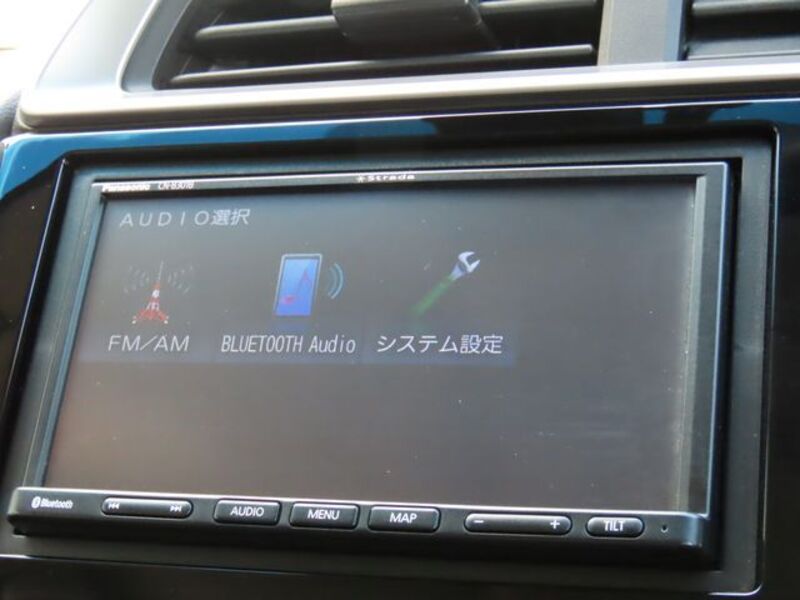 Panasonic
Strada
AUDIO選択
FM/AM
BLUETOOTH Audio
システム設定
Bluetooth
AUDIO
MENU
MAP
− +
TILT